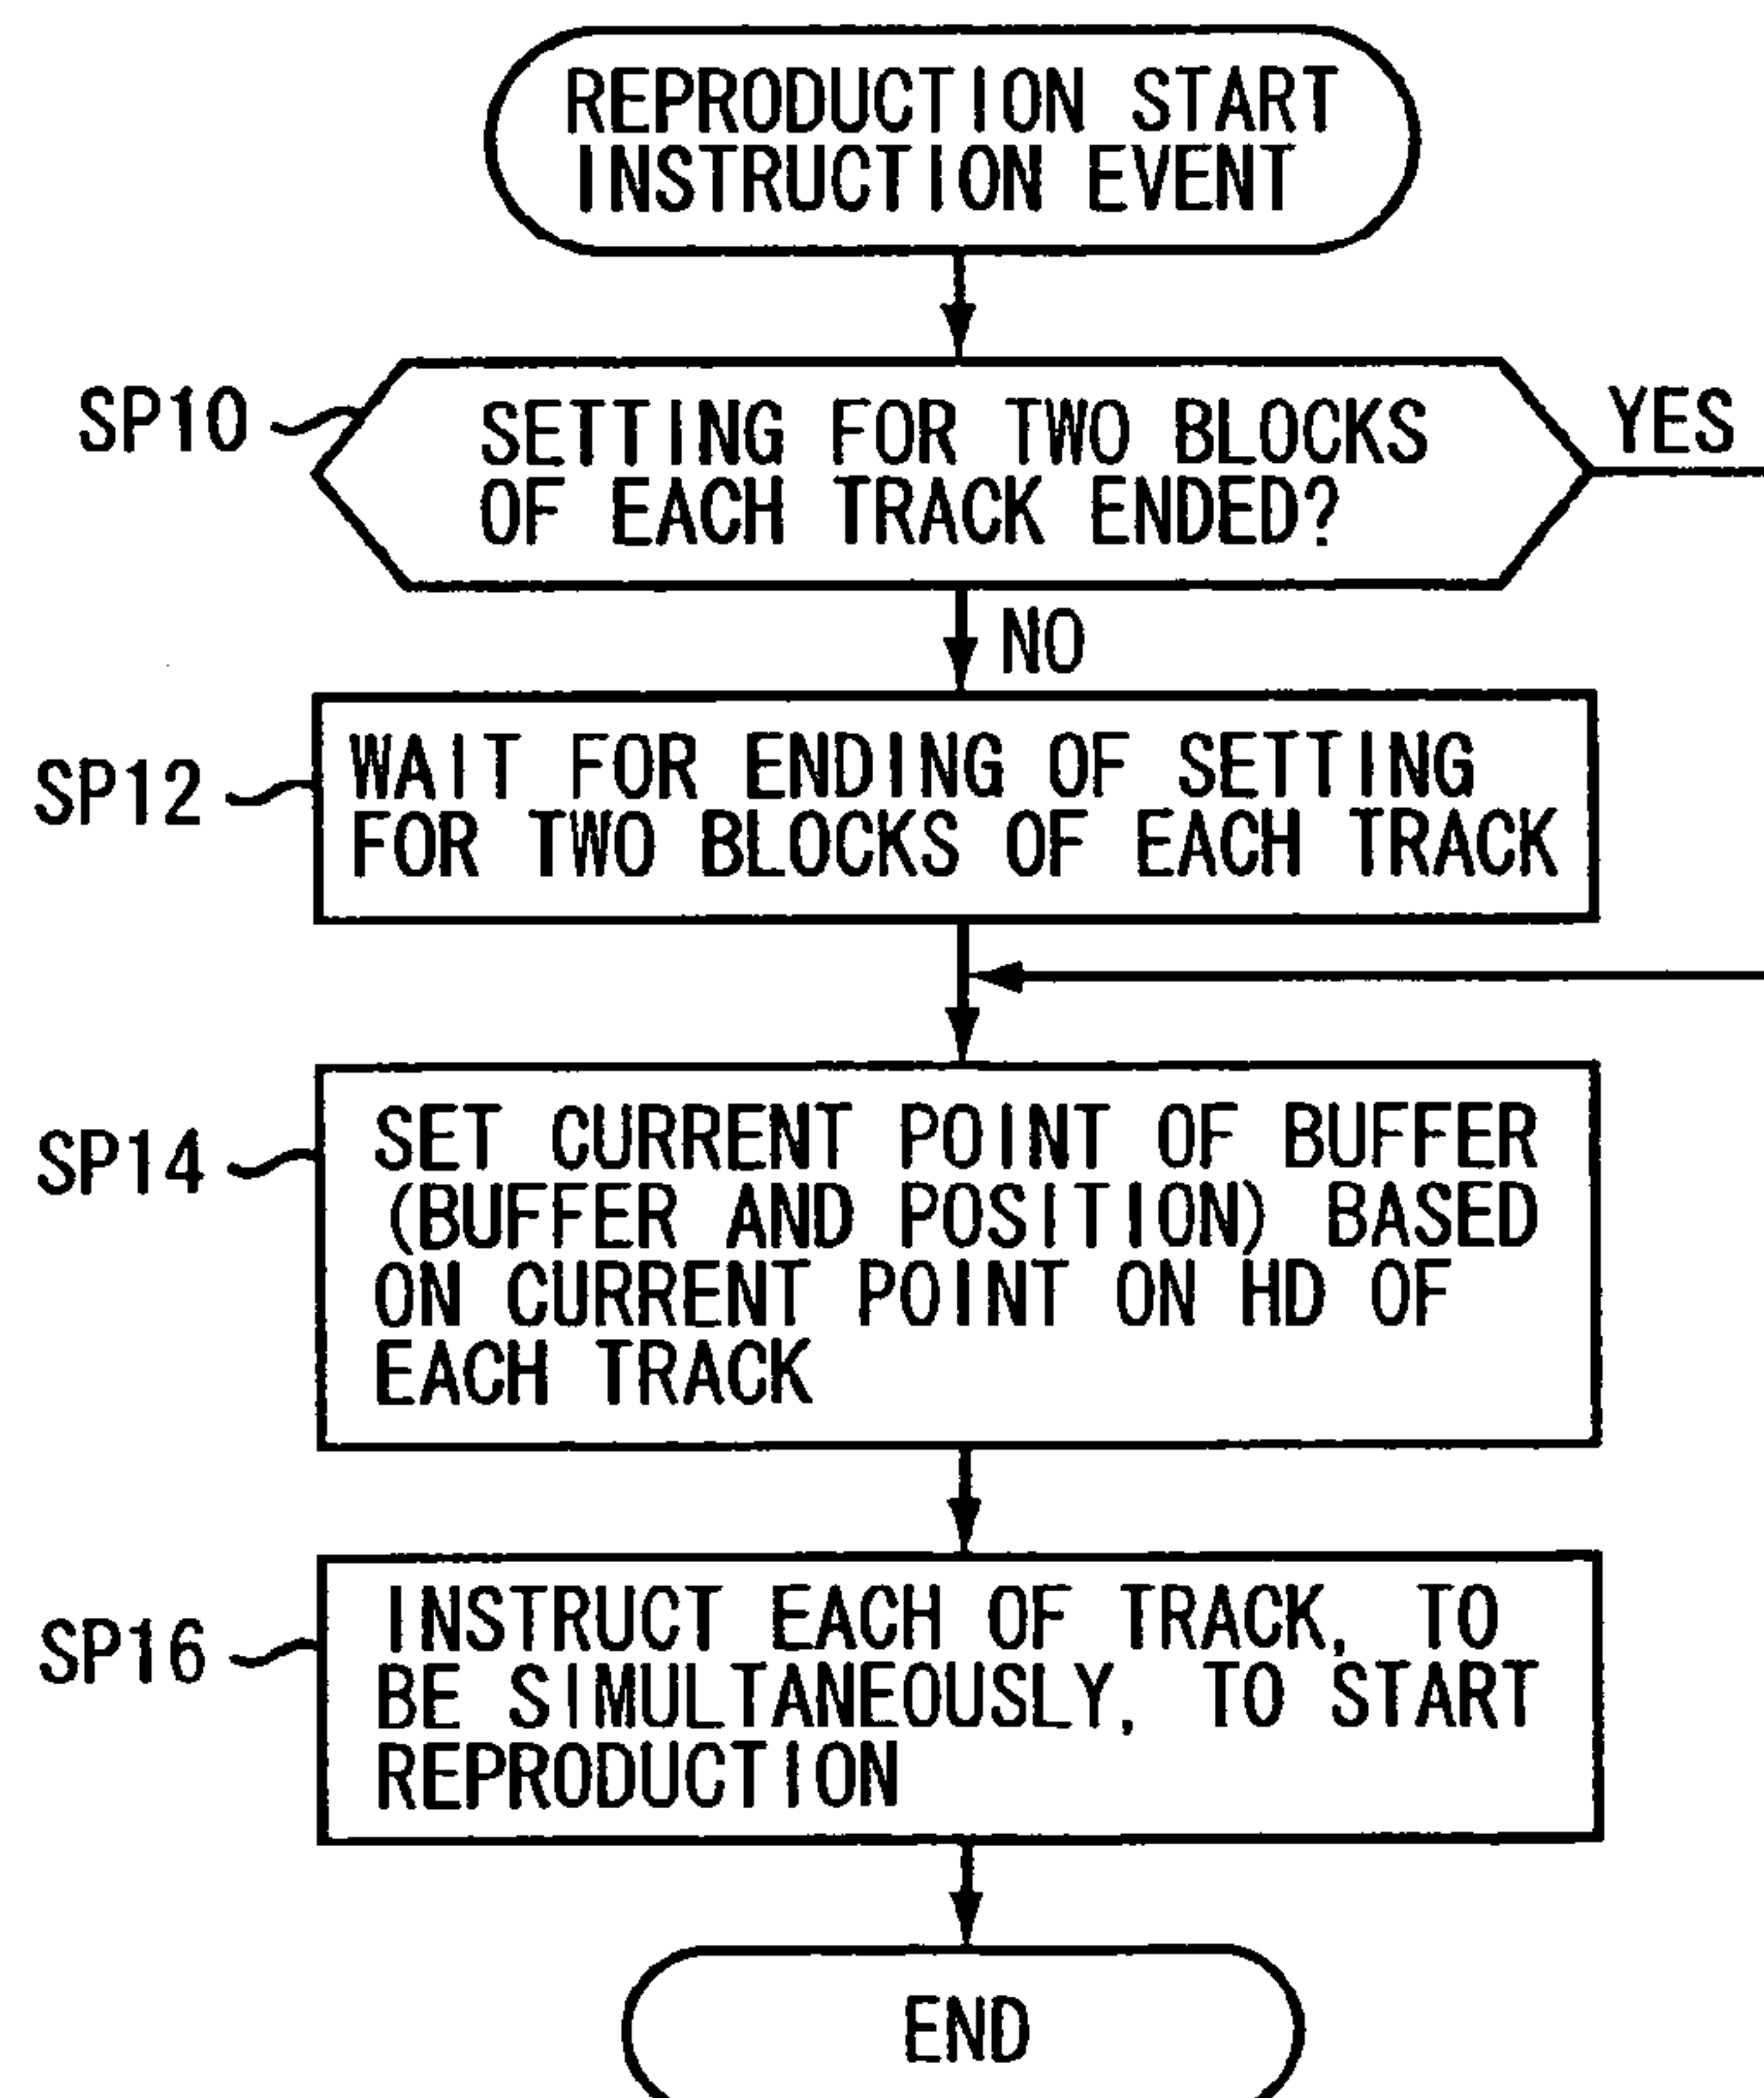 REPRODUCTION START
INSTRUCTION EVENT
SP10
SETTING FOR TWO BLOCKS
OF EACH TRACK ENDED?
YES
NO
SP12
WAIT FOR ENDING OF SETTING
FOR TWO BLOCKS OF EACH TRACK
SP14
SET CURRENT POINT OF BUFFER
(BUFFER AND POSITION) BASED
ON CURRENT POINT ON HD OF
EACH TRACK
SP16
INSTRUCT EACH OF TRACK, TO
BE SIMULTANEOUSLY, TO START
REPRODUCTION
END